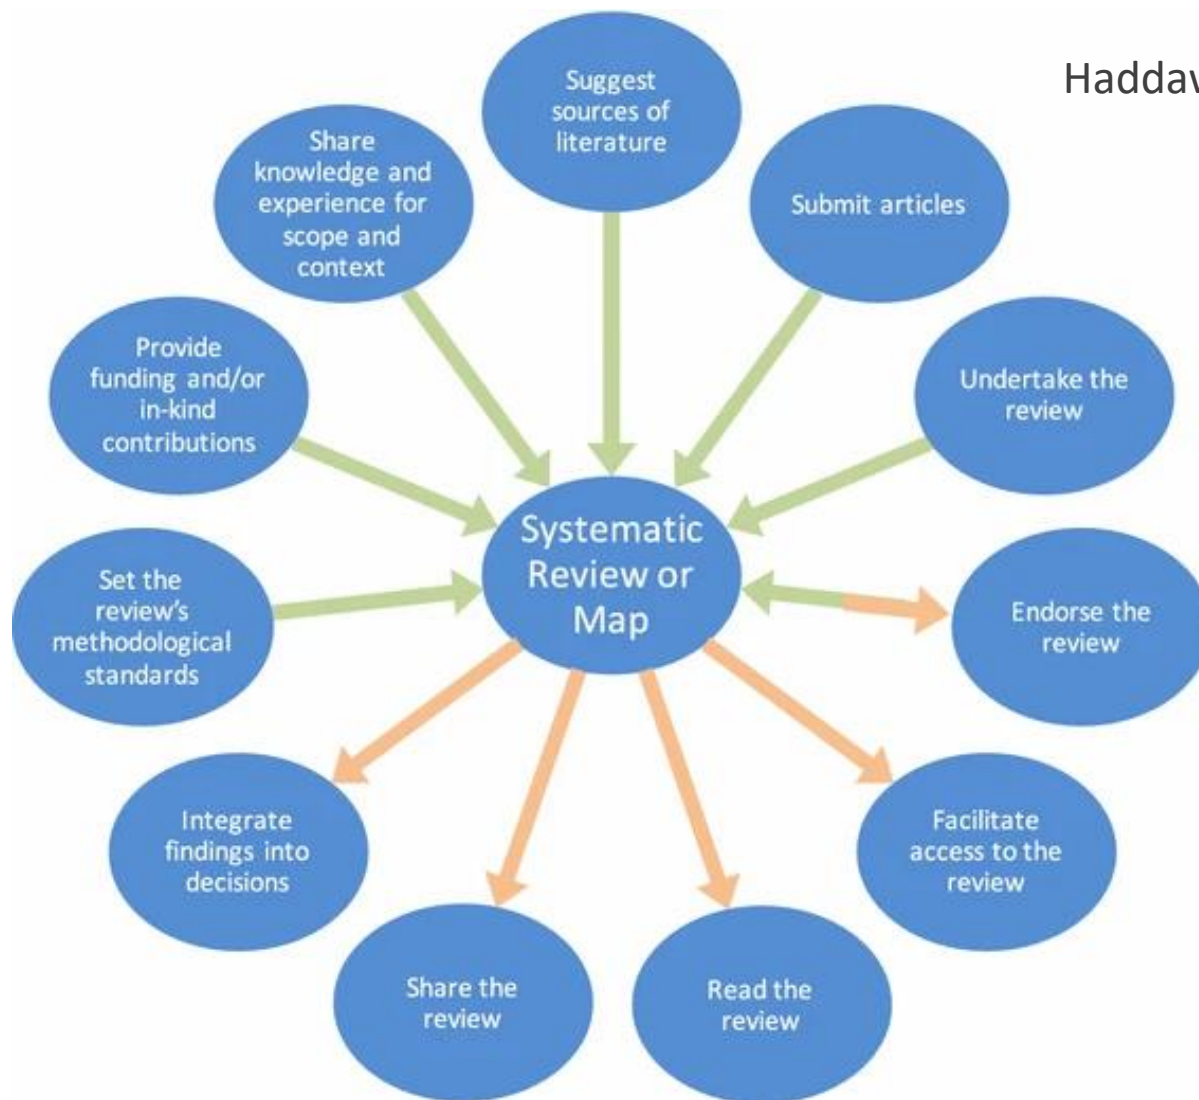 Haddaw
Suggest
sources of
literature
Share
knowledge and
experience for
scope and
context
Submit articles
Provide
funding and/or
in-kind
contributions
Undertake the
review
Systematic
Review or
Map
Set the
review's
methodological
standards
Endorse the
review
Integrate
findings into
decisions
Facilitate
access to the
review
Share the
review
Read the
review